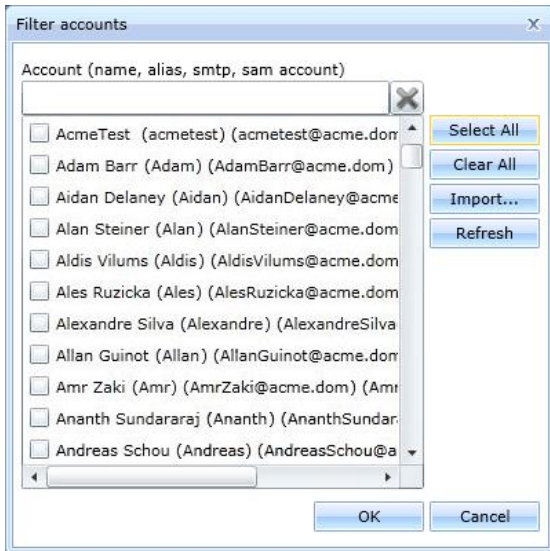 Filter accounts
Account (name, alias, smtp, sam account)
AcmeTest (acmetest) (acmetest@acme.dom
Adam Barr (Adam) (AdamBarr@acme.dom)
Aidan Delaney (Aidan) (AidanDelaney@acme
Alan Steiner (Alan) (AlanSteiner@acme.dom
Aldis Vilums (Aldis) (AldisVilums@acme.dom
Ales Ruzicka (Ales) (AlesRuzicka@acme.dom
Alexandre Silva (Alexandre) (AlexandreSilva
Allan Guinot (Allan) (AllanGuinot@acme.dom
Amr Zaki (Amr) (AmrZaki@acme.dom) (Amr
Ananth Sundararaj (Ananth) (AnanthSundar
Andreas Schou (Andreas) (AndreasSchou@a
Select All
Clear All
Import...
Refresh
OK
Cancel